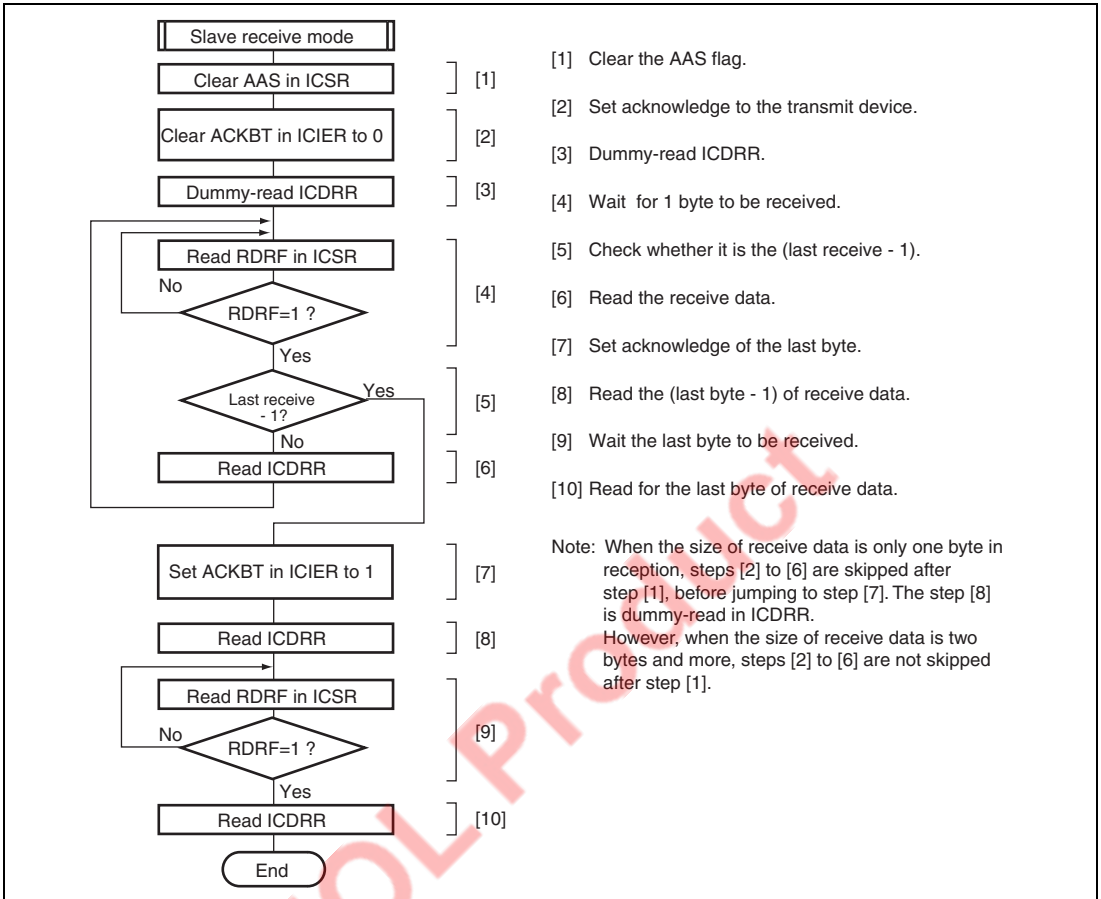 Slave receive mode
Clear AAS in ICSR
[1]
Clear ACKBT in ICIER to 0
[2]
Dummy-read ICDRR
[3]
Read RDRF in ICSR
No
RDRF=1 ?
[4]
Yes
Last receive
- 1?
Yes
[5]
No
Read ICDRR
[6]
Set ACKBT in ICIER to 1
[7]
Read ICDRR
[8]
Read RDRF in ICSR
No
RDRF=1 ?
[9]
Yes
Read ICDRR
[10]
End
[1] Clear the AAS flag.
[2] Set acknowledge to the transmit device.
[3] Dummy-read ICDRR.
[4] Wait for 1 byte to be received.
[5] Check whether it is the (last receive - 1).
[6] Read the receive data.
[7] Set acknowledge of the last byte.
[8] Read the (last byte - 1) of receive data.
[9] Wait the last byte to be received.
[10] Read for the last byte of receive data.
Note: When the size of receive data is only one byte in
reception, steps [2] to [6] are skipped after
step [1], before jumping to step [7]. The step [8]
is dummy-read in ICDRR.
However, when the size of receive data is two
bytes and more, steps [2] to [6] are not skipped
after step [1].
OL Product